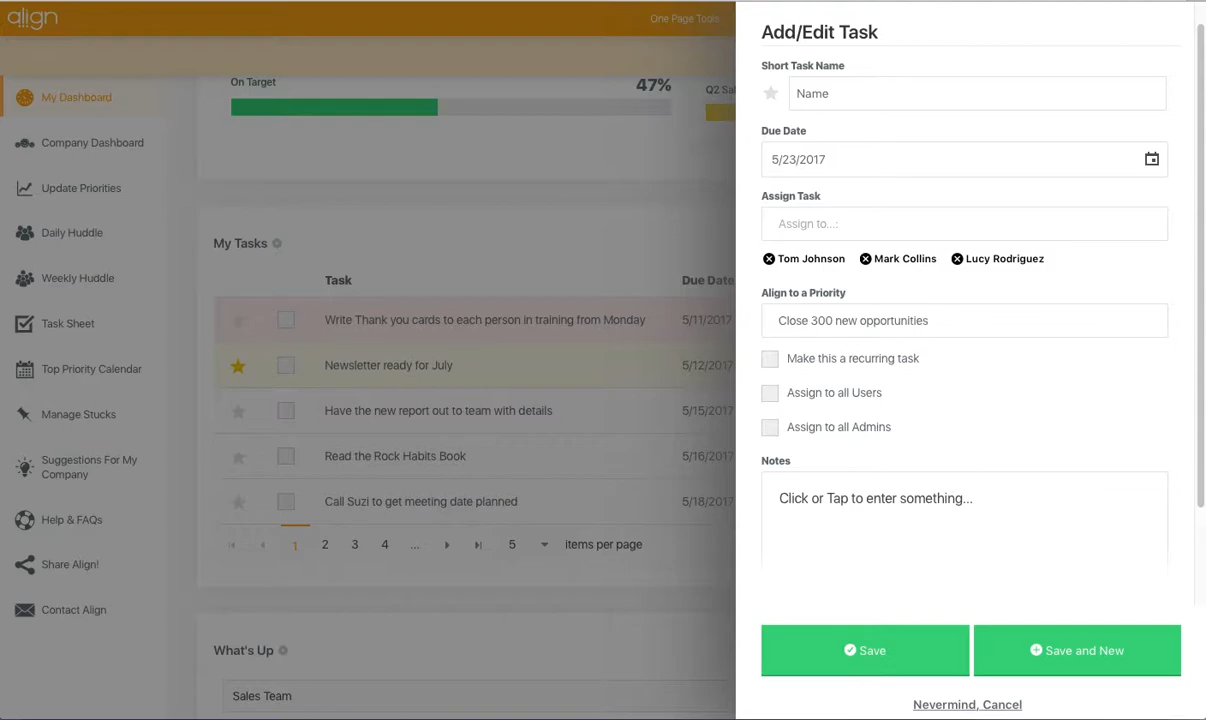 align
One Page Tools
My Dashboard
Company Dashboard
Update Priorities
Daily Huddle
Weekly Huddle
Task Sheet
Top Priority Calendar
Manage Stucks
Suggestions For My
Company
Help & FAQs
Share Align!
Contact Align
On Target
47%
Q2 Sal
My Tasks
Task Due Date
Write Thank you cards to each person in training from Monday 5/11/2017
Newsletter ready for July 5/12/2017
Have the new report out to team with details 5/15/2017
Read the Rock Habits Book 5/16/2017
Call Suzi to get meeting date planned 5/18/2017
1 2 3 4 ... 5 items per page
What's Up
Sales Team
Add/Edit Task
Short Task Name
Name
Due Date
5/23/2017
Assign Task
Assign to...:
Tom Johnson Mark Collins Lucy Rodriguez
Align to a Priority
Close 300 new opportunities
Make this a recurring task
Assign to all Users
Assign to all Admins
Notes
Click or Tap to enter something...
Save Save and New
Nevermind, Cancel